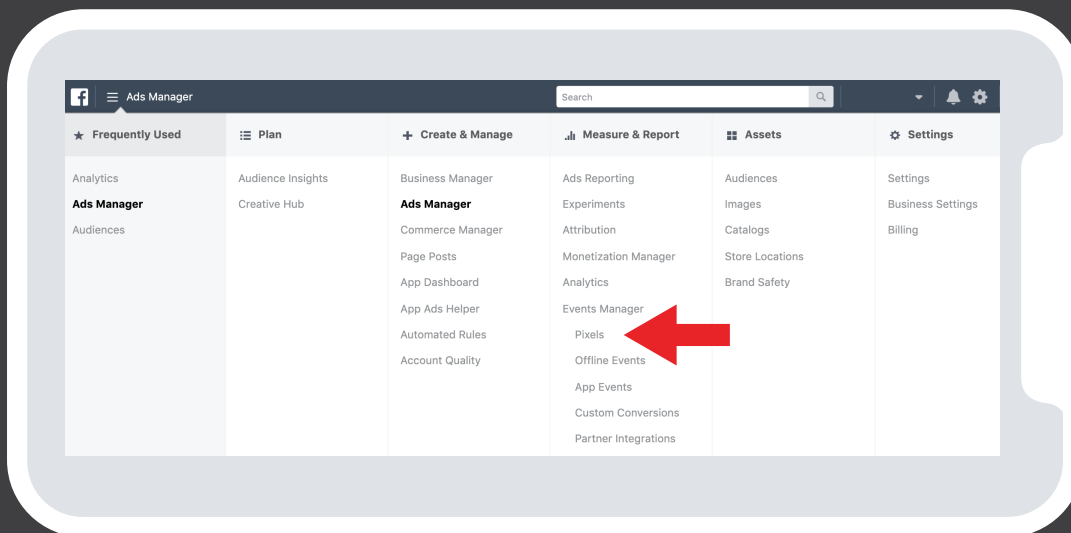 f
Ads Manager
Search
Frequently Used
Analytics
Ads Manager
Audiences
Plan
Audience Insights
Creative Hub
Create & Manage
Business Manager
Ads Manager
Commerce Manager
Page Posts
App Dashboard
App Ads Helper
Automated Rules
Account Quality
Measure & Report
Ads Reporting
Experiments
Attribution
Monetization Manager
Analytics
Events Manager
Pixels
Offline Events
App Events
Custom Conversions
Partner Integrations
Assets
Audiences
Images
Catalogs
Store Locations
Brand Safety
Settings
Settings
Business Settings
Billing